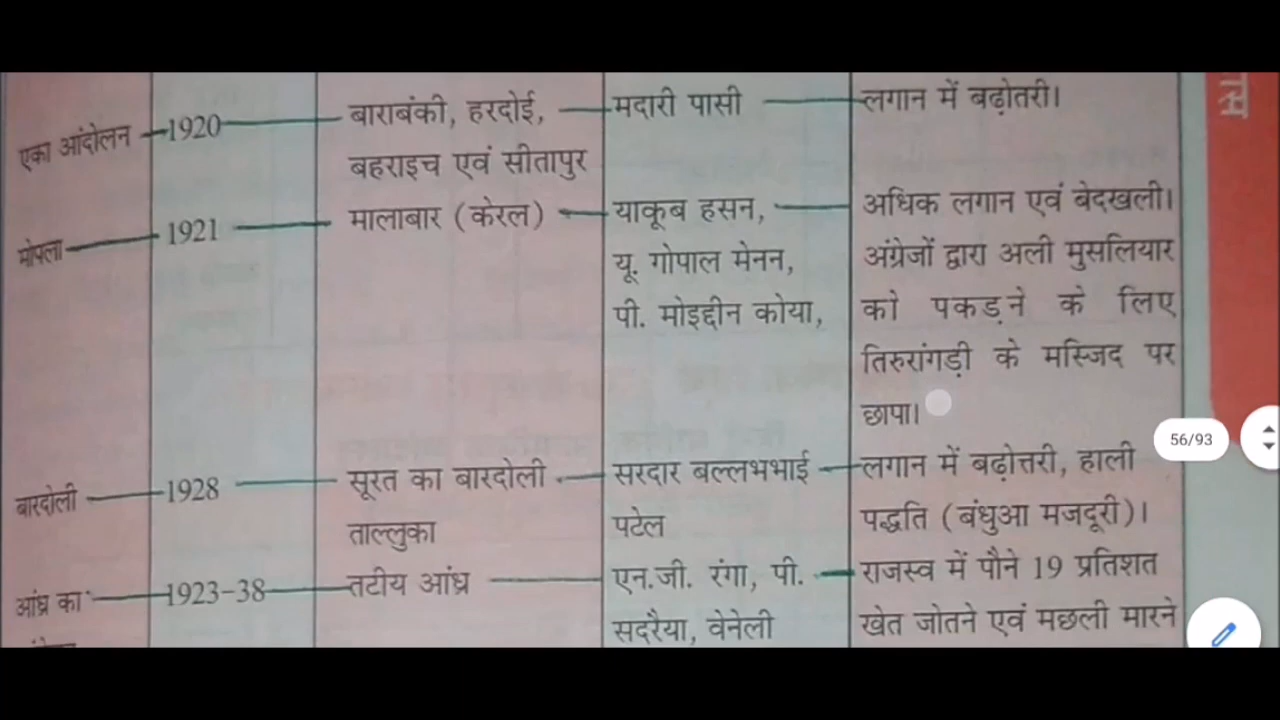 एका आंदोलन 1920 बाराबंकी, हरदोई, मदारी पासी लगान में बढ़ोतरी।
बहराइच एवं सीतापुर
मोपला 1921 मालाबार (केरल) याकूब हसन, अधिक लगान एवं बेदखली।
यू. गोपाल मेनन, अंग्रेजों द्वारा अली मुसलियार
पी. मोइद्दीन कोया, को पकड़ने के लिए
तिरुरांगड़ी के मस्जिद पर
छापा।
56/93
बारदोली 1928 सूरत का बारदोली सरदार बल्लभभाई लगान में बढ़ोत्तरी, हाली
ताल्लुका पटेल पद्धति (बंधुआ मजदूरी)।
आंध्र का 1923-38 तटीय आंध्र एन.जी. रंगा, पी. राजस्व में पौने 19 प्रतिशत
सदरैया, वेनेली खेत जोतने एवं मछली मारने